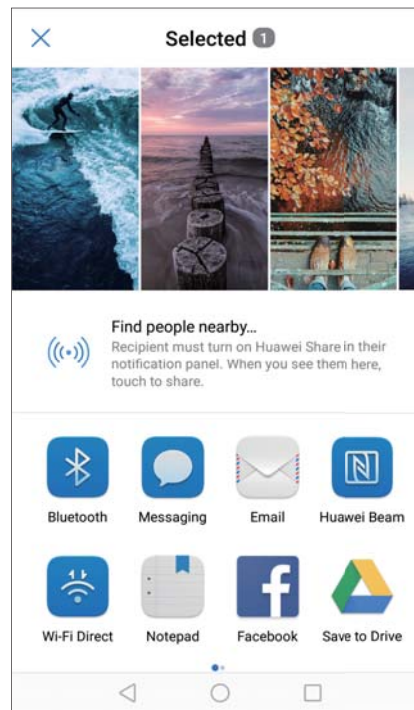 Selected 1
Find people nearby...
Recipient must turn on Huawei Share in their
notification panel. When you see them here,
touch to share.
Bluetooth Messaging Email Huawei Beam
Wi-Fi Direct Notepad Facebook Save to Drive